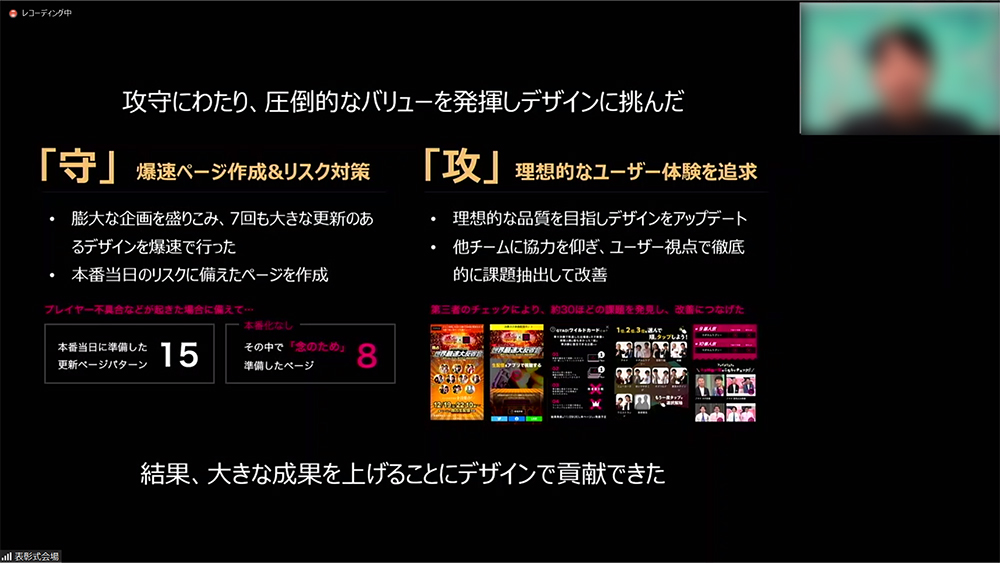 レコーディング中
攻守にわたり、圧倒的なバリューを発揮しデザインに挑んだ
「守」 爆速ページ作成&リスク対策
• 膨大な企画を盛りこみ、7回も大きな更新のあ
るデザインを爆速で行った
• 本番当日のリスクに備えたページを作成
プレイヤー不具合などが起きた場合に備えて…
本番当日に準備した
更新ページパターン
15
本番化なし
その中で「念のため」
準備したページ
8
「攻」 理想的なユーザー体験を追求
• 理想的な品質を目指しデザインをアップデート
• 他チームに協力を仰ぎ、ユーザー視点で徹底
的に課題抽出して改善
第三者のチェックにより、約30ほどの課題を発見し、改善につなげた
結果、大きな成果を上げることにデザインで貢献できた
表彰式会場